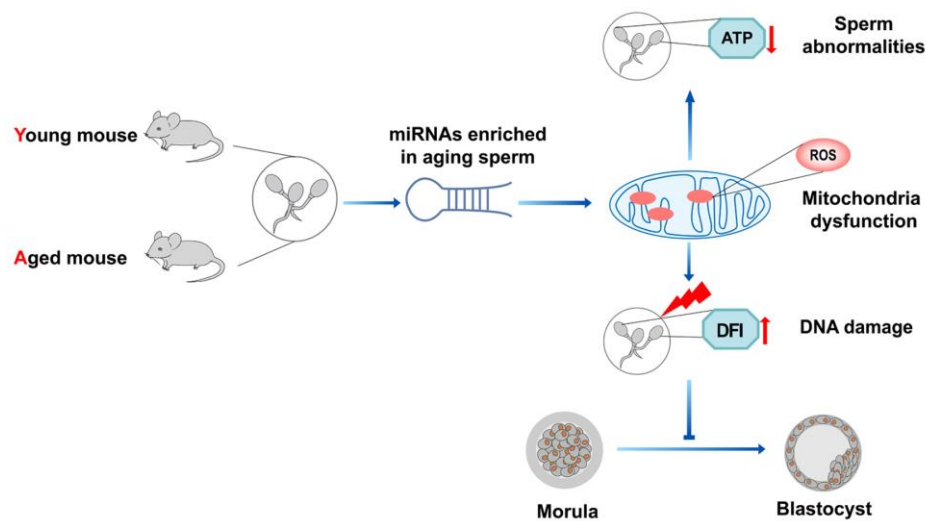 Young mouse
Aged mouse
miRNAs enriched
in aging sperm
ATP
Sperm
abnormalities
ROS
Mitochondria
dysfunction
DFI
DNA damage
Morula
Blastocyst